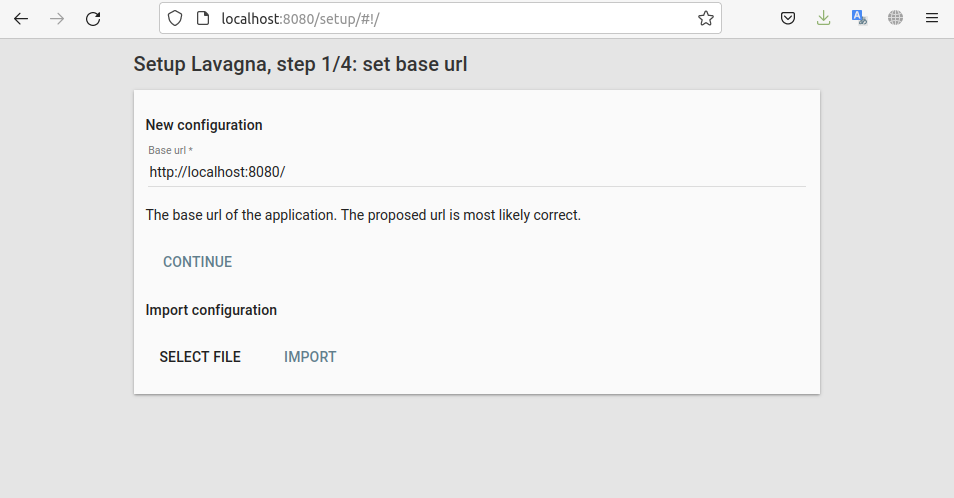 localhost:8080/setup/#!/
Setup Lavagna, step 1/4: set base url
New configuration
Base url *
http://localhost:8080/
The base url of the application. The proposed url is most likely correct.
CONTINUE
Import configuration
SELECT FILE IMPORT